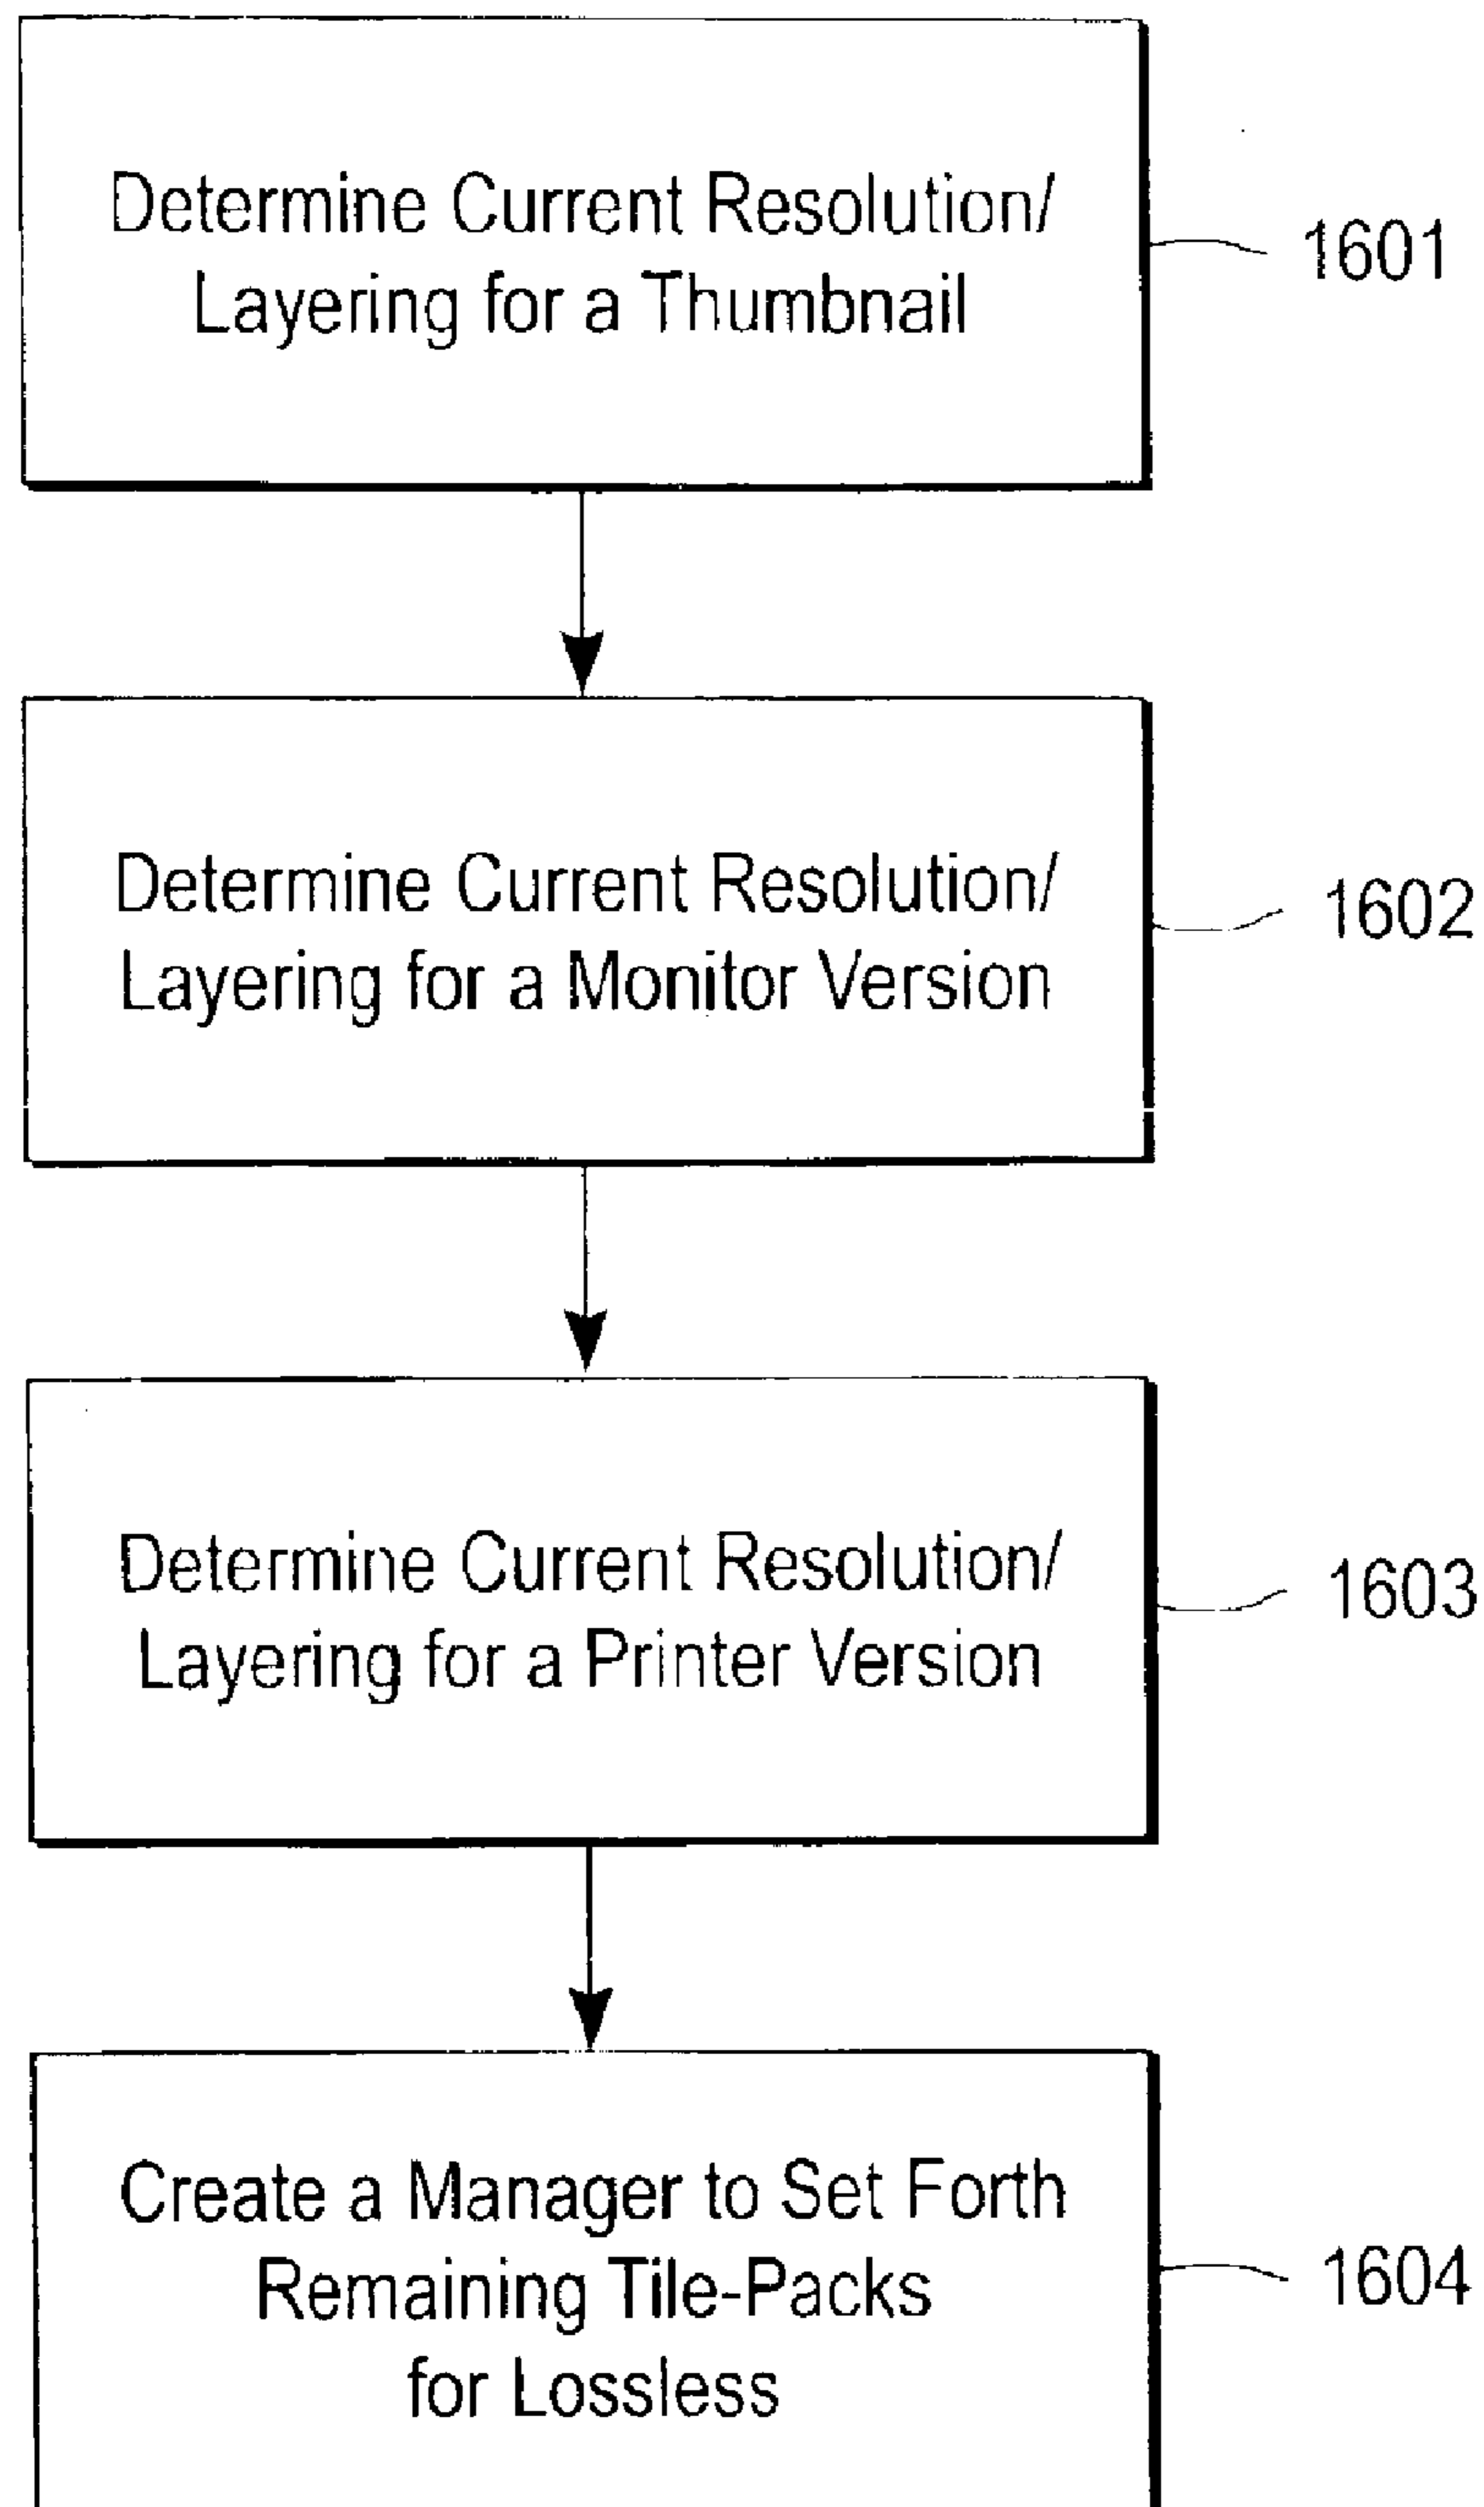 Determine Current Resolution/
Layering for a Thumbnail
1601
Determine Current Resolution/
Layering for a Monitor Version
1602
Determine Current Resolution/
Layering for a Printer Version
1603
Create a Manager to Set Forth
Remaining Tile-Packs
for Lossless
1604